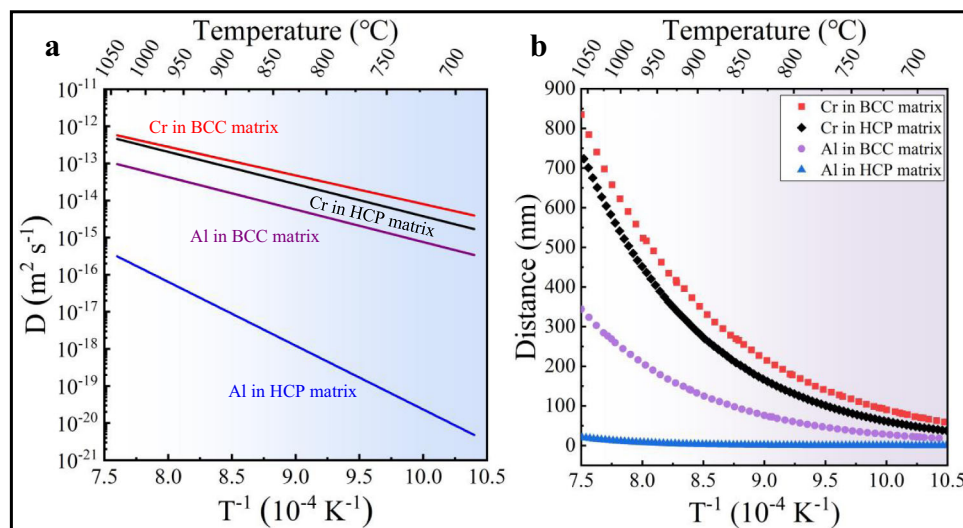 a
Temperature (°C)
1050 1000 950 900 850 800 750 700
D (m² s⁻¹)
10⁻¹¹
10⁻¹²
10⁻¹³
10⁻¹⁴
10⁻¹⁵
10⁻¹⁶
10⁻¹⁷
10⁻¹⁸
10⁻¹⁹
10⁻²⁰
10⁻²¹
Cr in BCC matrix
Cr in HCP matrix
Al in BCC matrix
Al in HCP matrix
7.5 8.0 8.5 9.0 9.5 10.0 10.5
T⁻¹ (10⁻⁴ K⁻¹)
b
Temperature (°C)
1050 1000 950 900 850 800 750 700
Distance (nm)
900
800
700
600
500
400
300
200
100
0
Cr in BCC matrix
Cr in HCP matrix
Al in BCC matrix
Al in HCP matrix
7.5 8.0 8.5 9.0 9.5 10.0 10.5
T⁻¹ (10⁻⁴ K⁻¹)